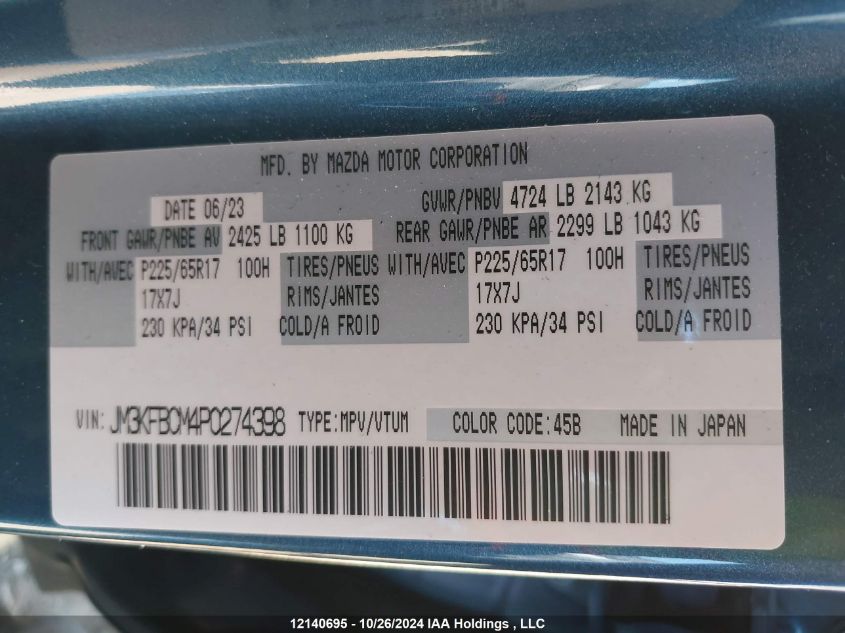 MFD. BY MAZDA MOTOR CORPORATION
DATE 06/23 GVWR/PNBV 4724 LB 2143 KG
FRONT GAWR/PNBE AV 2425 LB 1100 KG REAR GAWR/PNBE AR 2299 LB 1043 KG
WITH/AVEC P225/65R17 100H TIRES/PNEUS WITH/AVEC P225/65R17 100H TIRES/PNEUS
17X7J RIMS/JANTES 17X7J RIMS/JANTES
230 KPA/34 PSI COLD/A FROID 230 KPA/34 PSI COLD/A FROID
VIN: JM3KFBCM4P0274398 TYPE:MPV/VTUM COLOR CODE:45B MADE IN JAPAN
12140695 - 10/26/2024 IAA Holdings , LLC